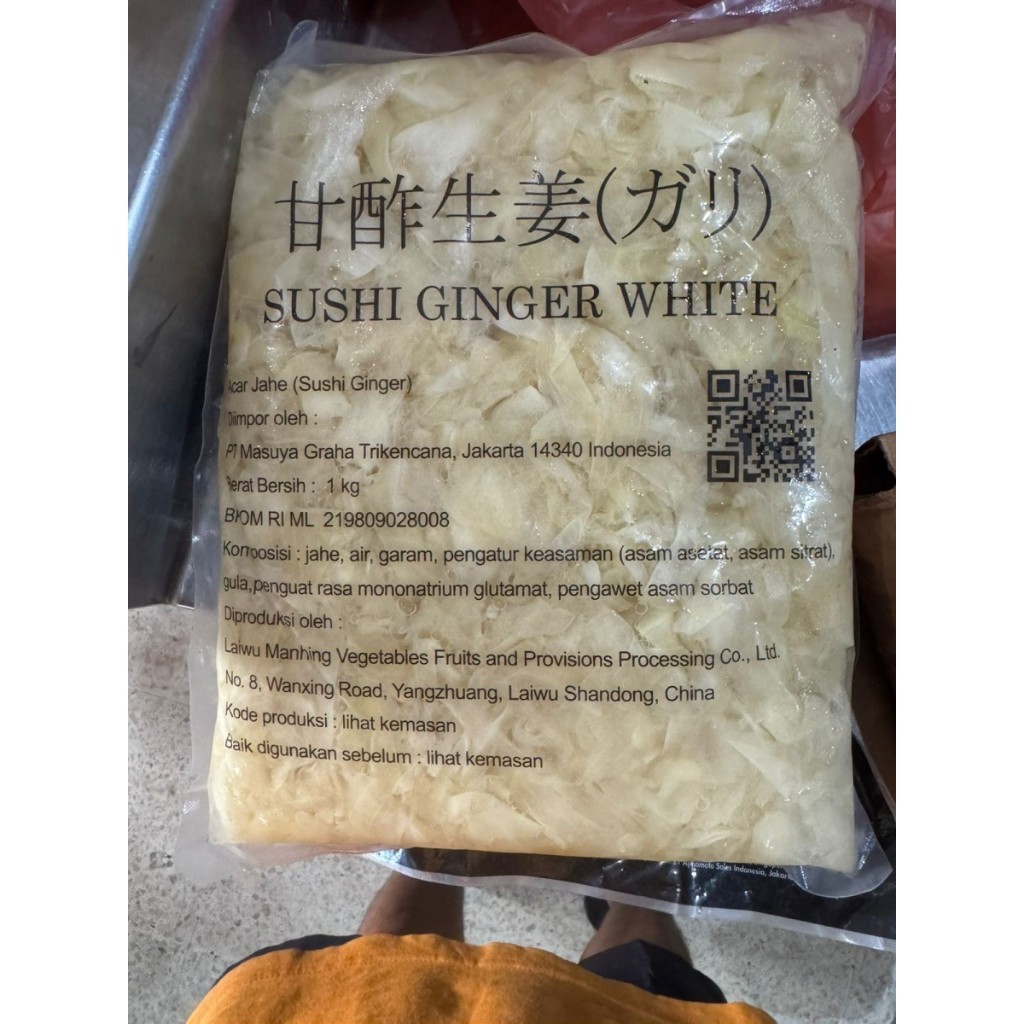 甘酢生姜(ガリ)
SUSHI GINGER WHITE
Acar Jahe (Sushi Ginger)
Diimpor oleh :
PT Masuya Graha Trikencana, Jakarta 14340 Indonesia
Berat Bersih : 1 kg
BPOM RI ML 219809028008
Komposisi : jahe, air, garam, pengatur keasaman (asam asetat, asam sitrat),
gula, penguat rasa mononatrium glutamat, pengawet asam sorbat
Diproduksi oleh :
Laiwu Manhing Vegetables Fruits and Provisions Processing Co., Ltd.
No. 8, Wanxing Road, Yangzhuang, Laiwu Shandong, China
Kode produksi : lihat kemasan
Baik digunakan sebelum : lihat kemasan
Ajinomoto Sales Indonesia,